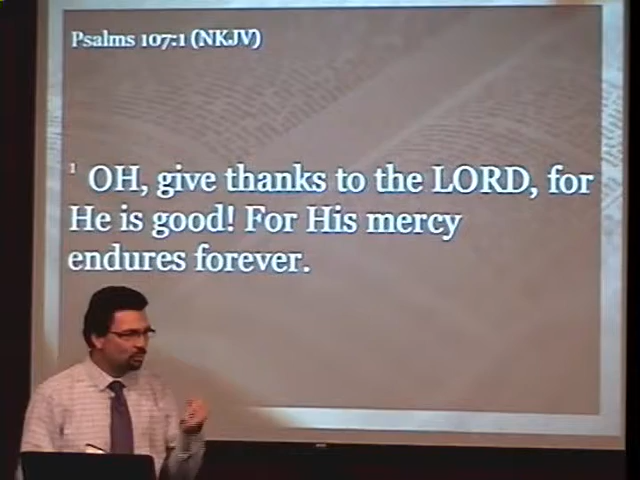 Psalms 107:1 (NKJV)
1 OH, give thanks to the LORD, for
He is good! For His mercy
endures forever.